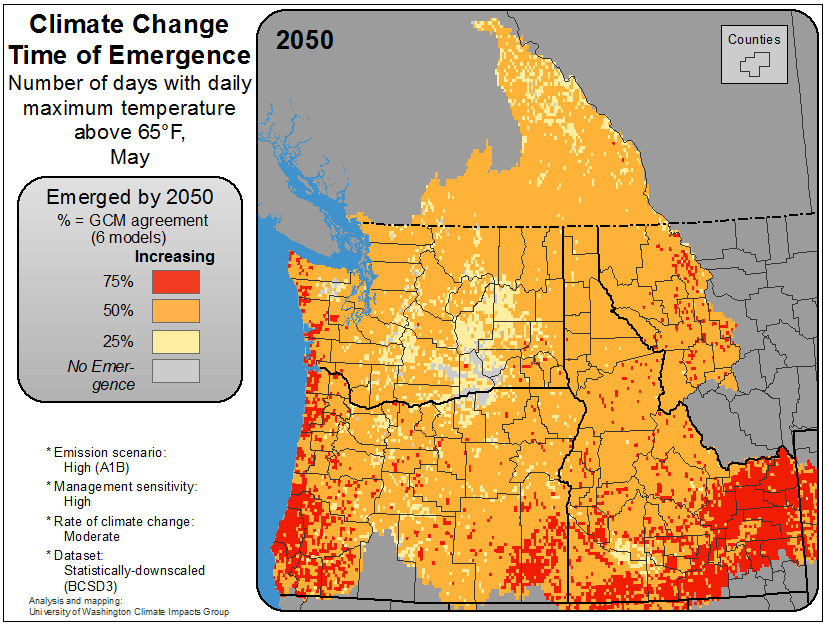 Climate Change
Time of Emergence
Number of days with daily
maximum temperature
above 65°F,
May
Emerged by 2050
% = GCM agreement
(6 models)
Increasing
75%
50%
25%
No Emer-
gence
* Emission scenario:
High (A1B)
* Management sensitivity:
High
* Rate of climate change:
Moderate
* Dataset:
Statistically-downscaled
(BCSD3)
Analysis and mapping:
University of Washington Climate Impacts Group
2050
Counties